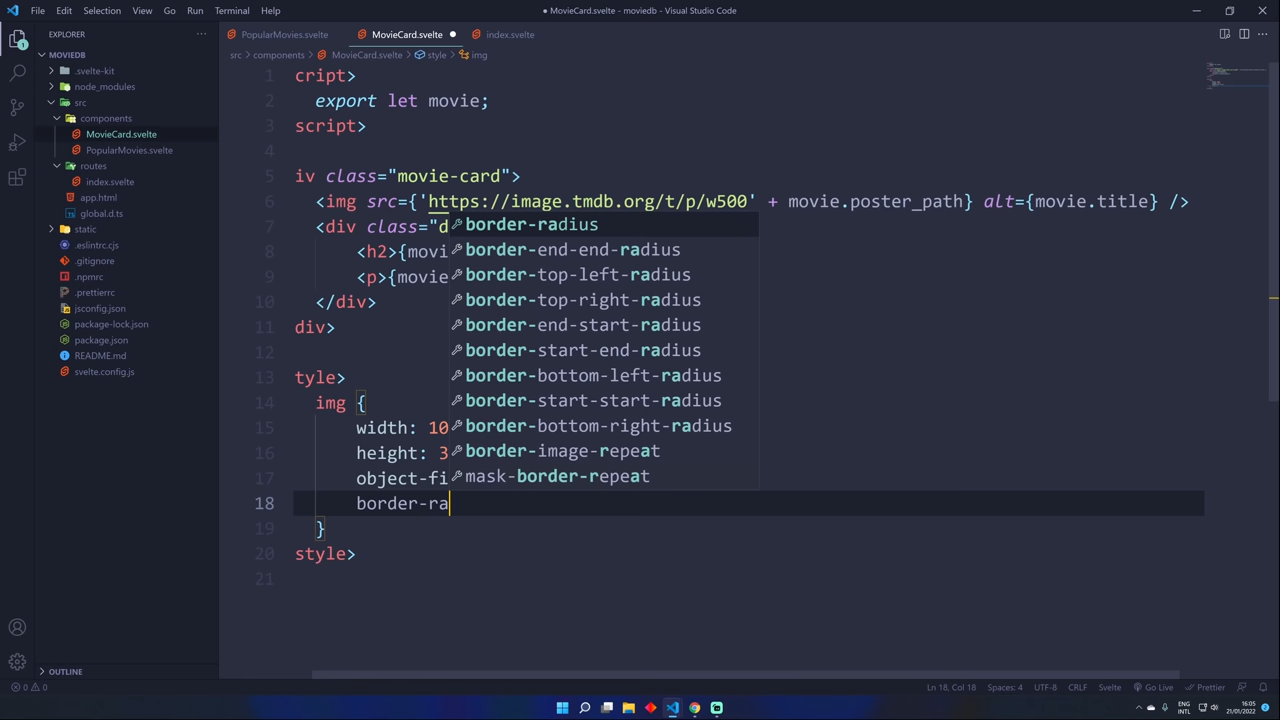 File Edit Selection View Go Run Terminal Help
● MovieCard.svelte - moviedb - Visual Studio Code
EXPLORER
MOVIEDB
.svelte-kit
node_modules
src
components
MovieCard.svelte
PopularMovies.svelte
routes
index.svelte
app.html
global.d.ts
static
.eslintrc.cjs
.gitignore
.npmrc
.prettierrc
jsconfig.json
package-lock.json
package.json
README.md
svelte.config.js
OUTLINE
PopularMovies.svelte MovieCard.svelte ● index.svelte
src > components > MovieCard.svelte > style > img
1 cript>
2 export let movie;
3 script>
4
5 iv class="movie-card">
6 <img src={'https://image.tmdb.org/t/p/w500' + movie.poster_path} alt={movie.title} />
7 <div class="d
8 <h2>{movi
9 <p>{movie
10 </div>
11 div>
12
13 tyle>
14 img {
15 width: 10
16 height: 3
17 object-fi
18 border-ra
19 }
20 style>
21
border-radius
border-end-end-radius
border-top-left-radius
border-top-right-radius
border-end-start-radius
border-start-end-radius
border-bottom-left-radius
border-start-start-radius
border-bottom-right-radius
border-image-repeat
mask-border-repeat
0 0 Ln 18, Col 18 Spaces: 4 UTF-8 CRLF Svelte Go Live Prettier
ENG
INTL
16:05
21/01/2022